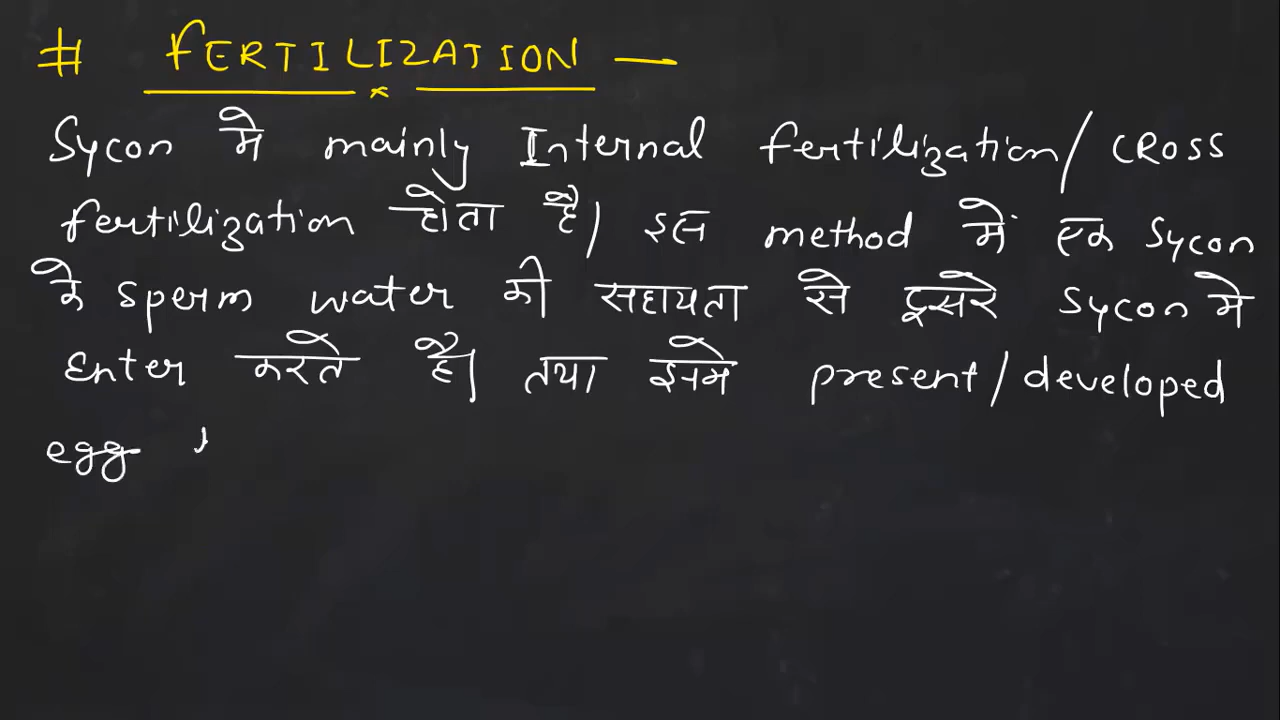 # FERTILIZATION —
Sycon मे mainly Internal fertilization/ CROSS
fertilization होता है। इस method में एक Sycon
के sperm water की सहायता से दूसरे Sycon मे
Enter करते है। तथा इसमे present/developed
egg